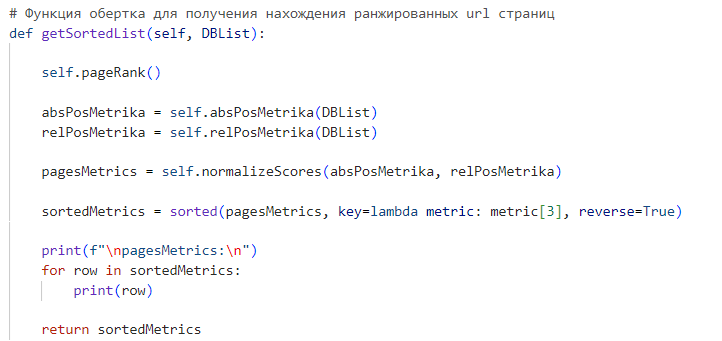 # Функция обертка для получения нахождения ранжированных url страниц
def getSortedList(self, DBList):
self.pageRank()
absPosMetrika = self.absPosMetrika(DBList)
relPosMetrika = self.relPosMetrika(DBList)
pagesMetrics = self.normalizeScores(absPosMetrika, relPosMetrika)
sortedMetrics = sorted(pagesMetrics, key=lambda metric: metric[3], reverse=True)
print(f"\npagesMetrics:\n")
for row in sortedMetrics:
print(row)
return sortedMetrics